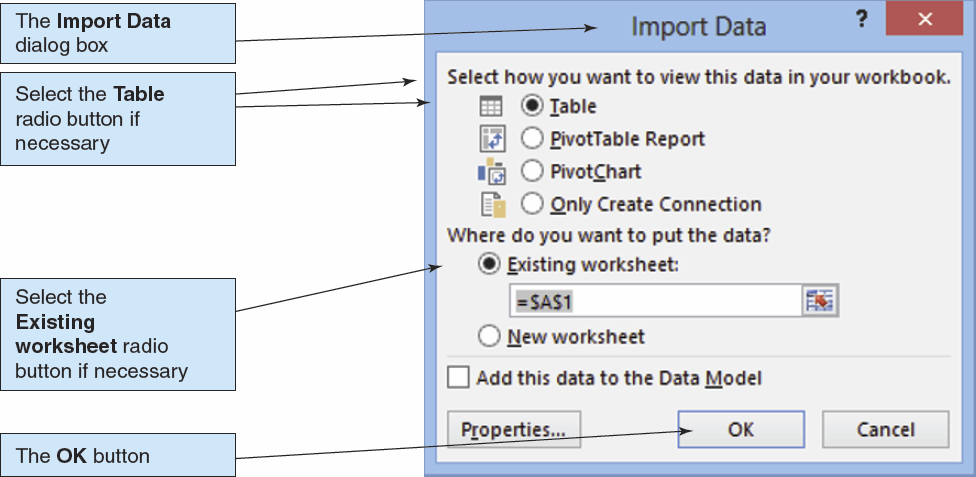 The Import Data
dialog box
Select the Table
radio button if
necessary
Select the
Existing
worksheet radio
button if necessary
The OK button
Import Data
?
Select how you want to view this data in your workbook.
Table
PivotTable Report
PivotChart
Only Create Connection
Where do you want to put the data?
Existing worksheet:
=$A$1
New worksheet
Add this data to the Data Model
Properties... OK Cancel